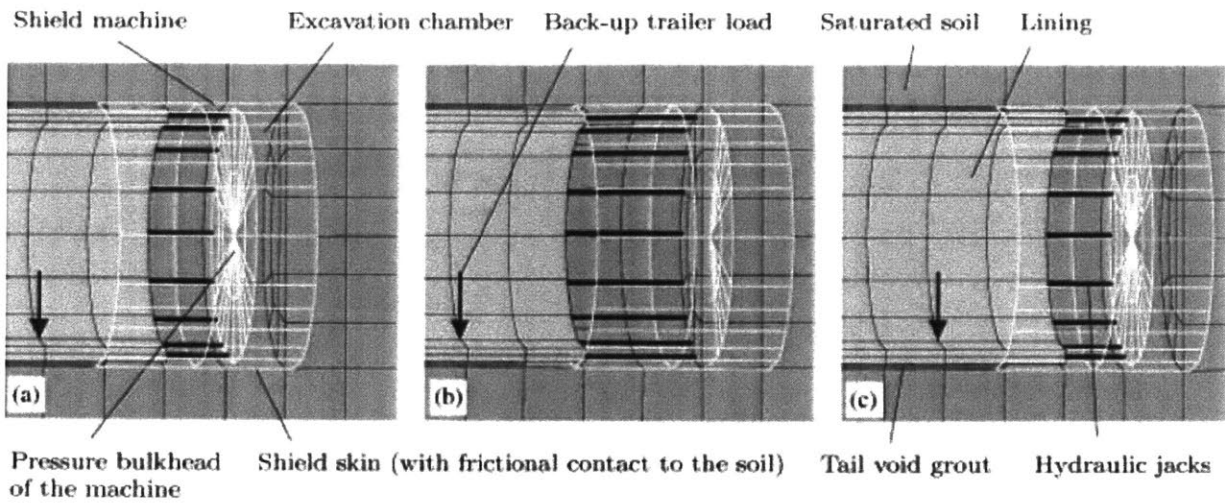 Shield machine
Excavation chamber
Back-up trailer load
Saturated soil
Lining
(a)
(b)
(c)
Pressure bulkhead
of the machine
Shield skin (with frictional contact to the soil)
Tail void grout
Hydraulic jacks